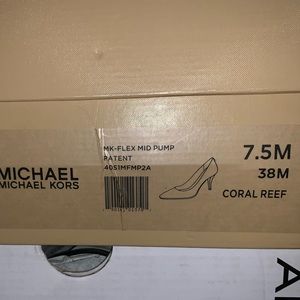 MK-FLEX MID PUMP
PATENT
40S1MFMP2A
7.5M
38M
CORAL REEF
MICHAEL
MICHAEL KORS